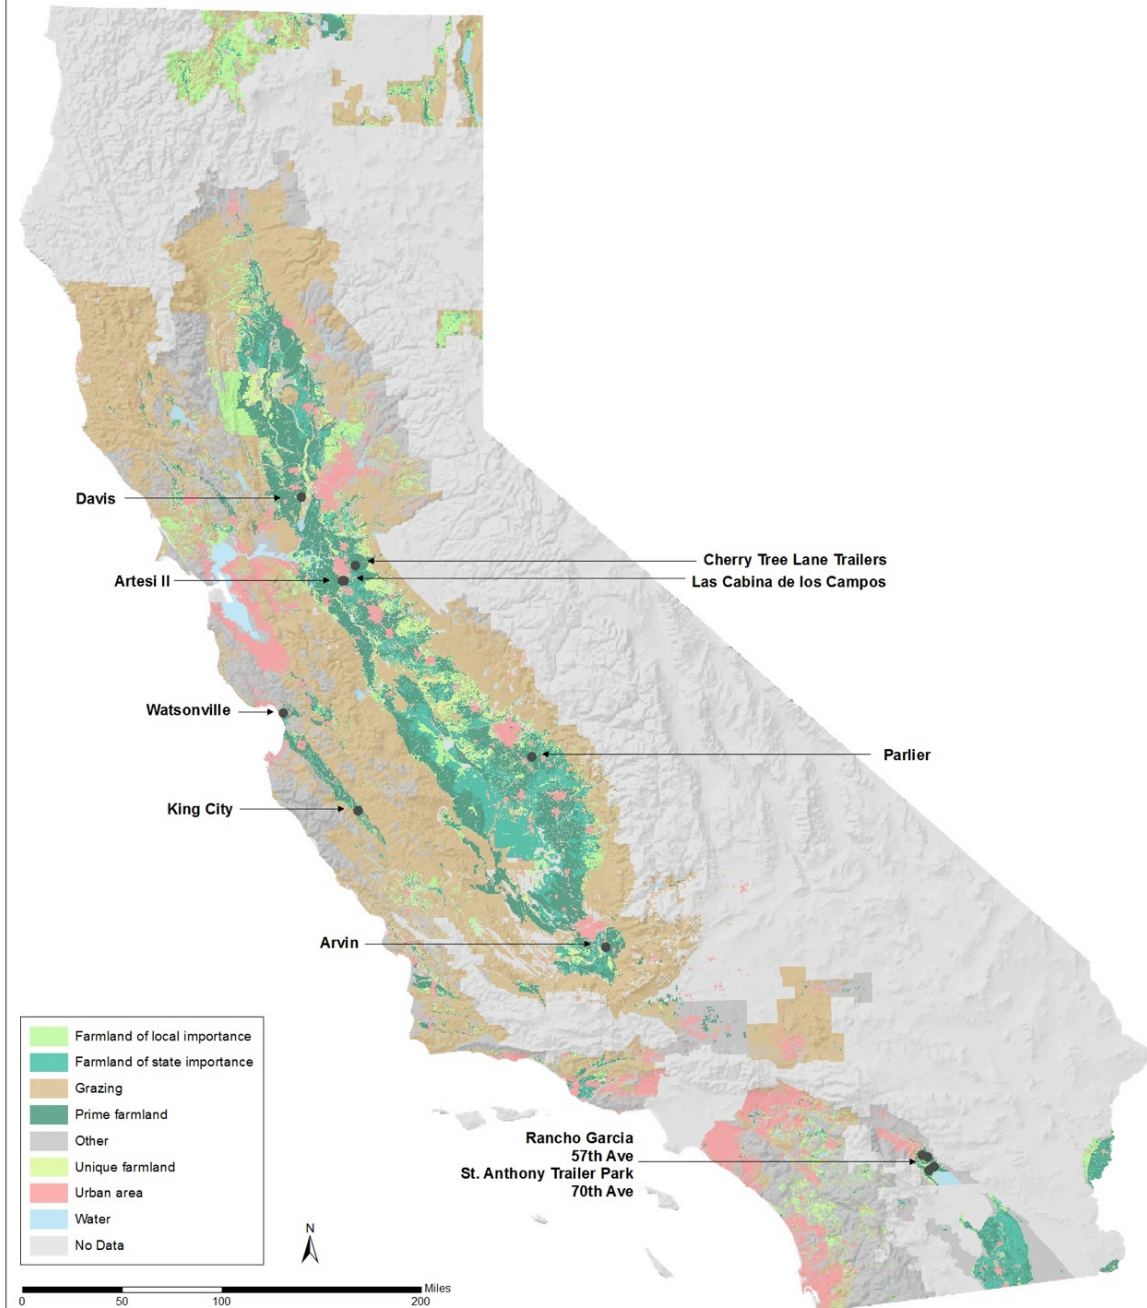 Davis
Cherry Tree Lane Trailers
Artesi II
Las Cabina de los Campos
Watsonville
Parlier
King City
Arvin
Rancho Garcia
57th Ave
St. Anthony Trailer Park
70th Ave
Farmland of local importance
Farmland of state importance
Grazing
Prime farmland
Other
Unique farmland
Urban area
Water
No Data
N
Miles
0 50 100 200